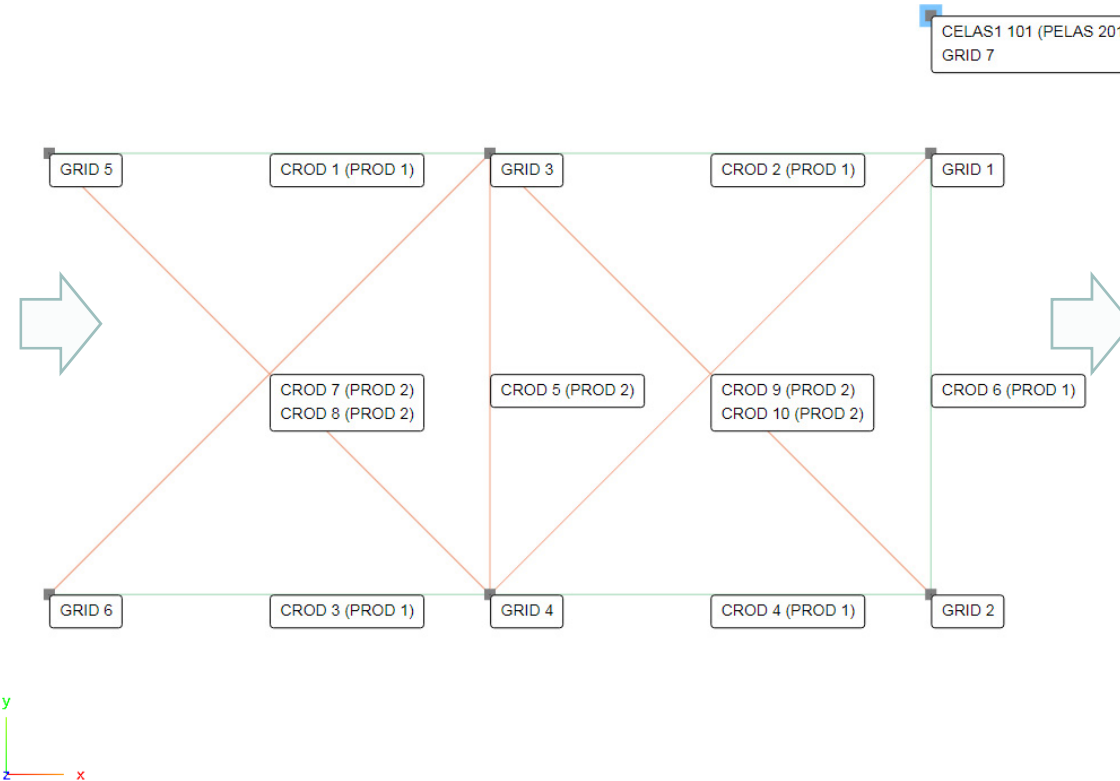 CELAS1 101 (PELAS 201
GRID 7
GRID 5
CROD 1 (PROD 1)
GRID 3
CROD 2 (PROD 1)
GRID 1
CROD 7 (PROD 2)
CROD 8 (PROD 2)
CROD 5 (PROD 2)
CROD 9 (PROD 2)
CROD 10 (PROD 2)
CROD 6 (PROD 1)
GRID 6
CROD 3 (PROD 1)
GRID 4
CROD 4 (PROD 1)
GRID 2
y
z
x